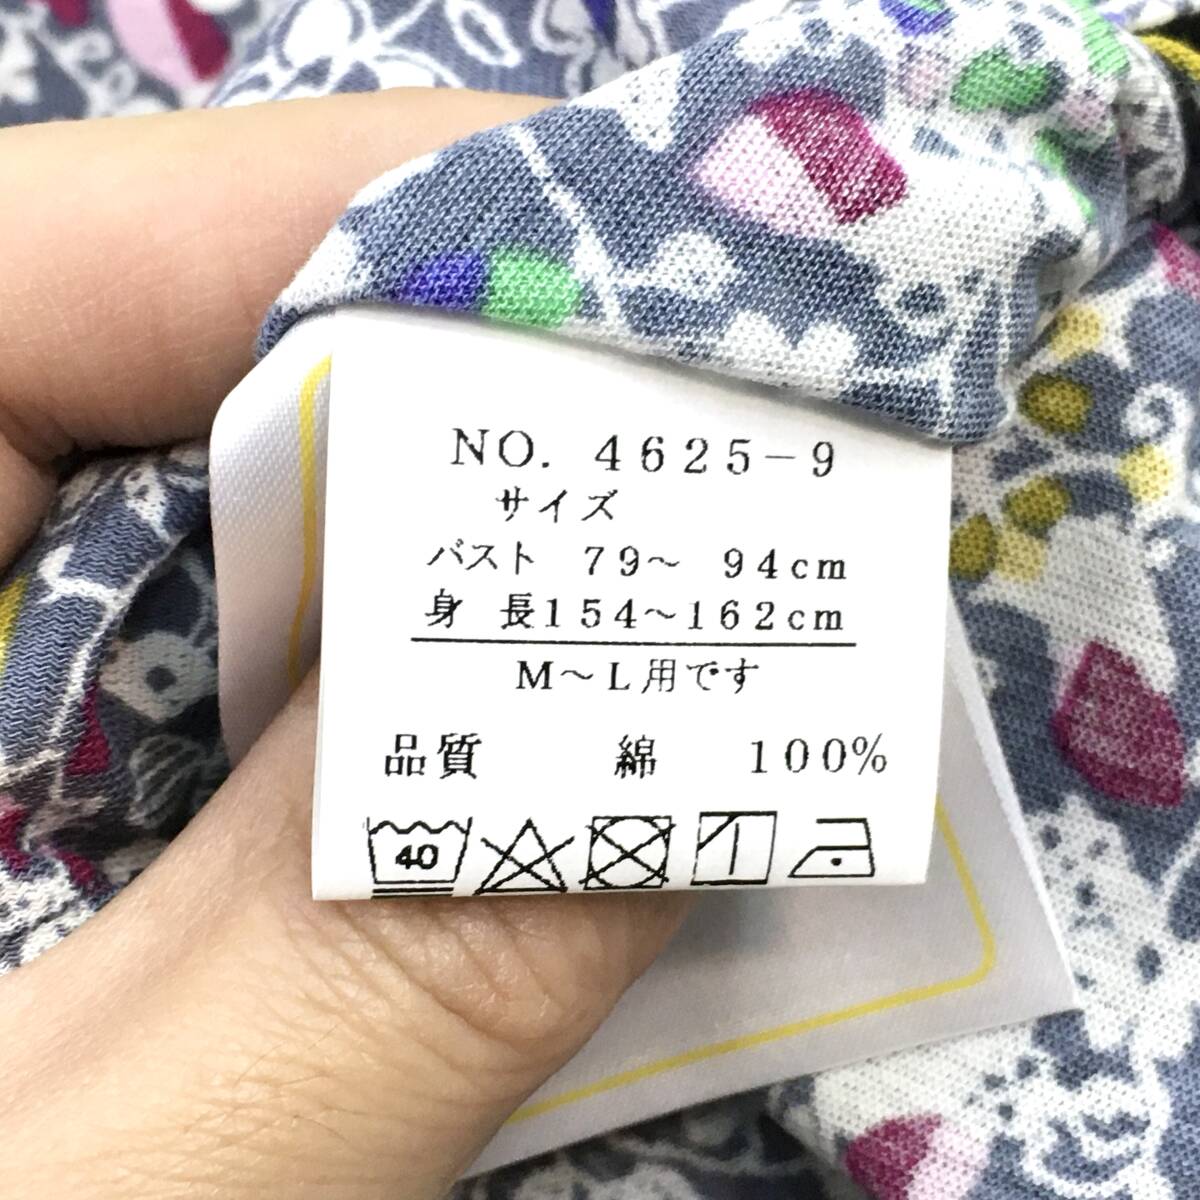 NO. 4625-9
サイズ
バスト 79～ 94cm
身 長154～162cm
M～L用です
品質 綿 100%
40